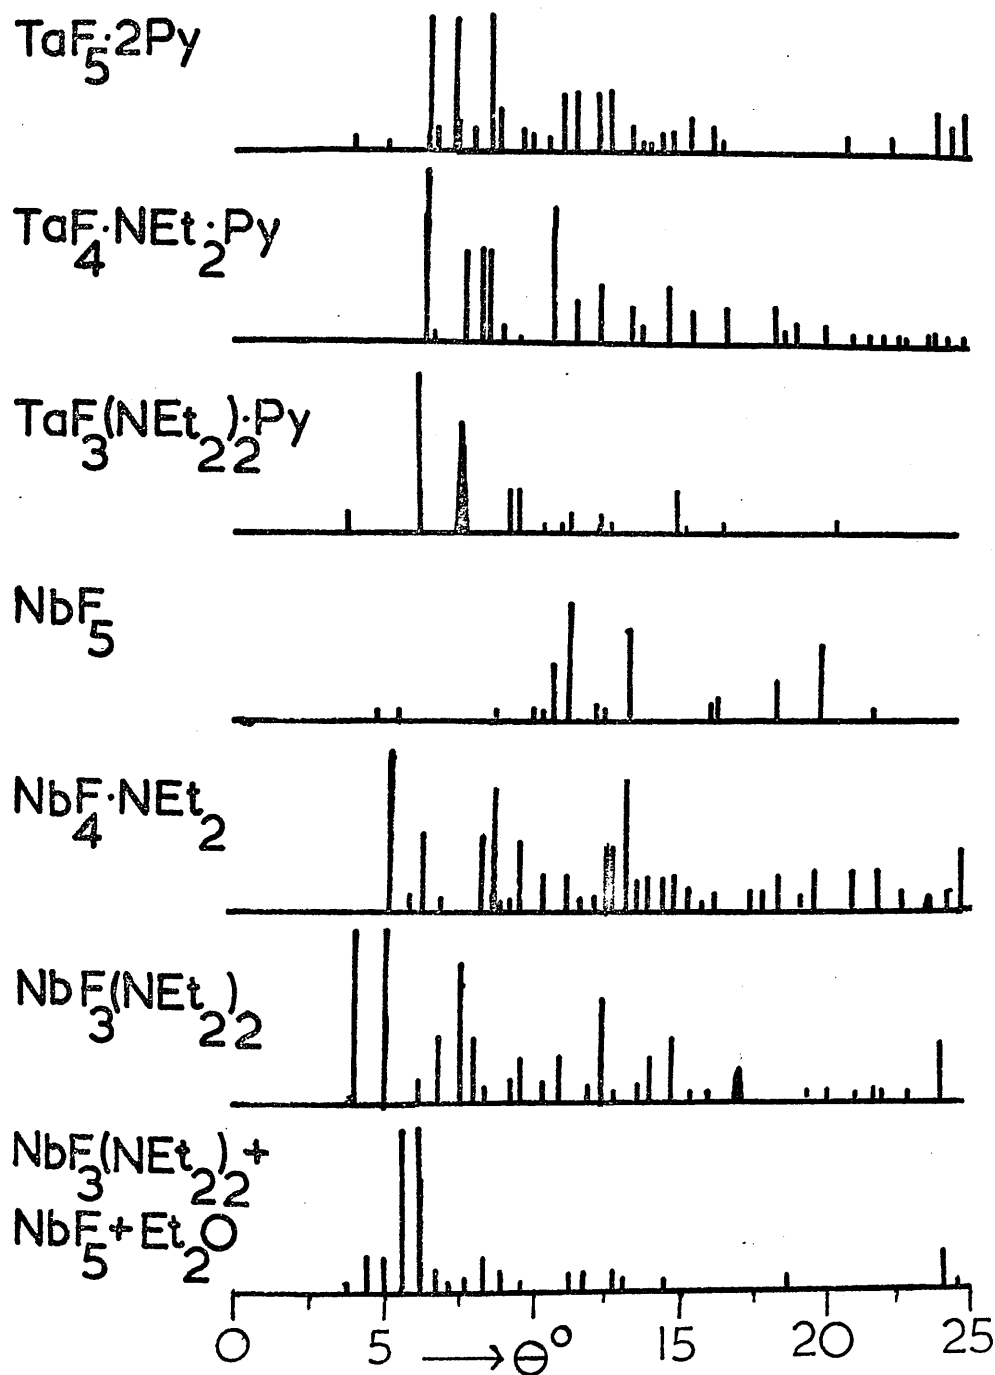 TaF₅·2Py
TaF₄·NEt₂·Py
TaF₃(NEt₂)₂·Py
NbF₅
NbF₄·NEt₂
NbF₃(NEt₂)₂
NbF₃(NEt₂)₂+
NbF₅+Et₂O
0 5 10 15 20 25
→θ°